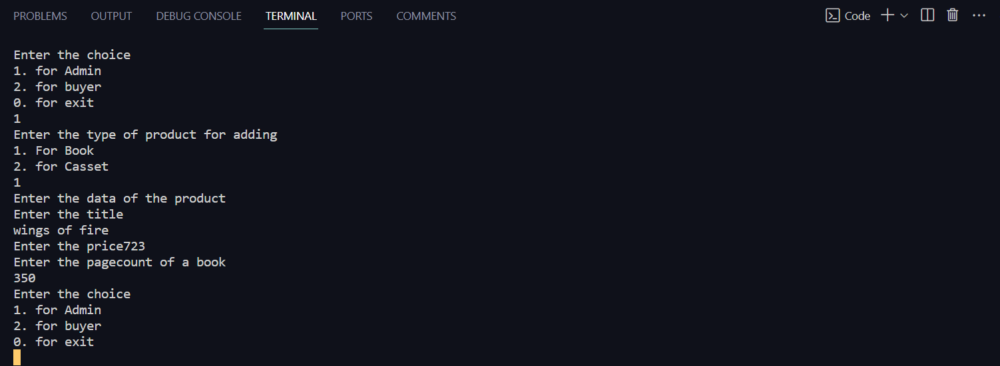 PROBLEMS OUTPUT DEBUG CONSOLE TERMINAL PORTS COMMENTS Code
Enter the choice
1. for Admin
2. for buyer
0. for exit
1
Enter the type of product for adding
1. For Book
2. for Casset
1
Enter the data of the product
Enter the title
wings of fire
Enter the price723
Enter the pagecount of a book
350
Enter the choice
1. for Admin
2. for buyer
0. for exit